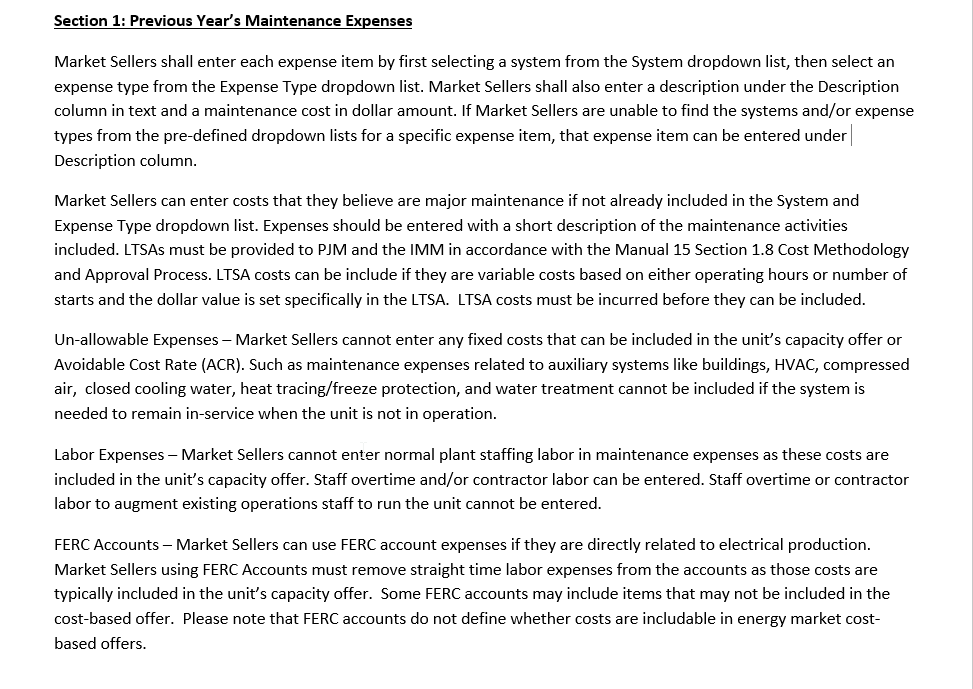 Section 1: Previous Year's Maintenance Expenses
Market Sellers shall enter each expense item by first selecting a system from the System dropdown list, then select an
expense type from the Expense Type dropdown list. Market Sellers shall also enter a description under the Description
column in text and a maintenance cost in dollar amount. If Market Sellers are unable to find the systems and/or expense
types from the pre-defined dropdown lists for a specific expense item, that expense item can be entered under
Description column.
Market Sellers can enter costs that they believe are major maintenance if not already included in the System and
Expense Type dropdown list. Expenses should be entered with a short description of the maintenance activities
included. LTSAs must be provided to PJM and the IMM in accordance with the Manual 15 Section 1.8 Cost Methodology
and Approval Process. LTSA costs can be include if they are variable costs based on either operating hours or number of
starts and the dollar value is set specifically in the LTSA.  LTSA costs must be incurred before they can be included.
Un-allowable Expenses – Market Sellers cannot enter any fixed costs that can be included in the unit's capacity offer or
Avoidable Cost Rate (ACR). Such as maintenance expenses related to auxiliary systems like buildings, HVAC, compressed
air,  closed cooling water, heat tracing/freeze protection, and water treatment cannot be included if the system is
needed to remain in-service when the unit is not in operation.
Labor Expenses – Market Sellers cannot enter normal plant staffing labor in maintenance expenses as these costs are
included in the unit's capacity offer. Staff overtime and/or contractor labor can be entered. Staff overtime or contractor
labor to augment existing operations staff to run the unit cannot be entered.
FERC Accounts – Market Sellers can use FERC account expenses if they are directly related to electrical production.
Market Sellers using FERC Accounts must remove straight time labor expenses from the accounts as those costs are
typically included in the unit's capacity offer.  Some FERC accounts may include items that may not be included in the
cost-based offer.  Please note that FERC accounts do not define whether costs are includable in energy market cost-
based offers.